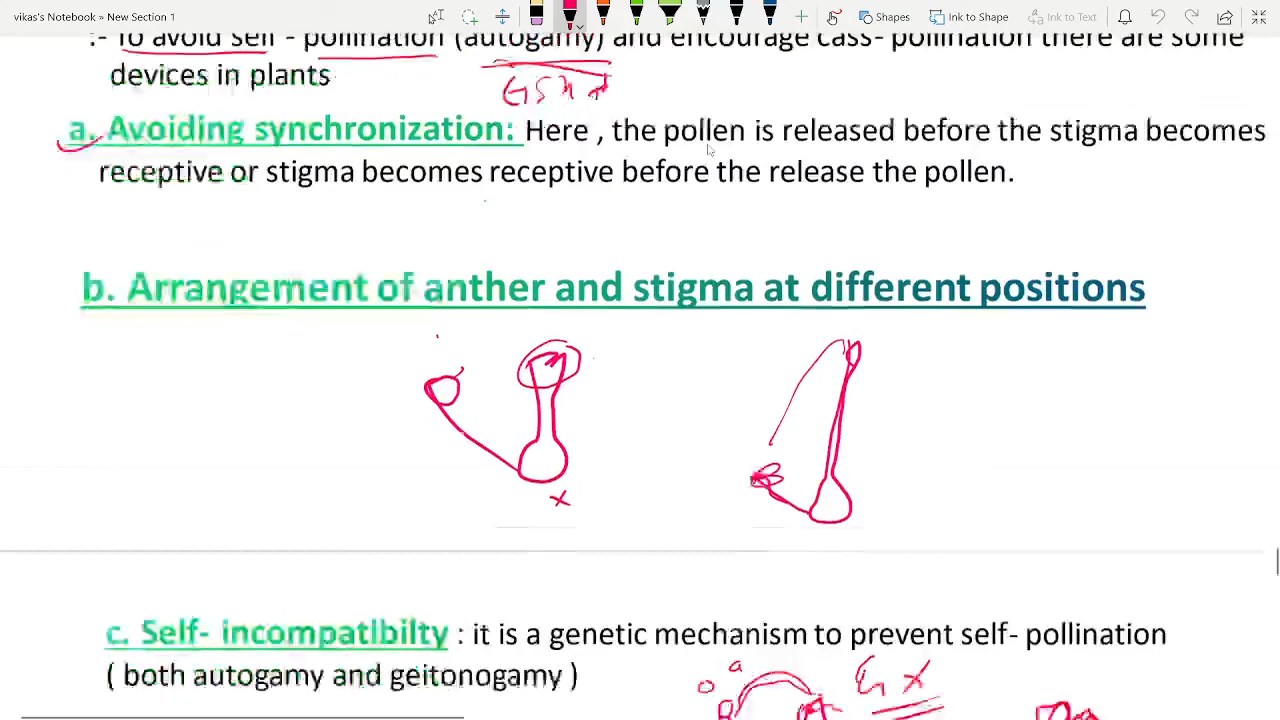 vikas's Notebook » New Section 1
Shapes
Ink to Shape
Ink to Text
:- To avoid self - pollination (autogamy) and encourage cass- pollination there are some
devices in plants
a. Avoiding synchronization: Here , the pollen is released before the stigma becomes
receptive or stigma becomes receptive before the release the pollen.
b. Arrangement of anther and stigma at different positions
x
c. Self- incompatibilty : it is a genetic mechanism to prevent self- pollination
( both autogamy and geitonogamy )
G x